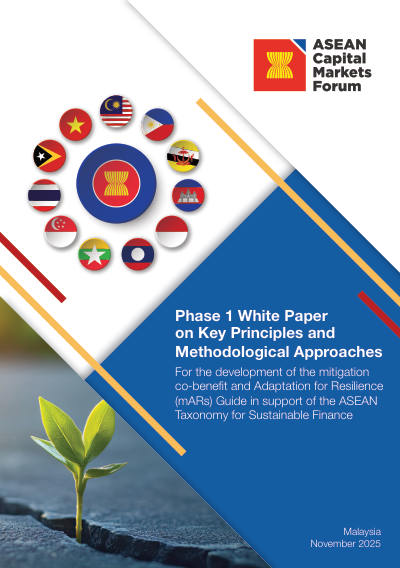 ASEAN
Capital
Markets
Forum
Phase 1 White Paper
on Key Principles and
Methodological Approaches
For the development of the mitigation
co-benefit and Adaptation for Resilience
(mARs) Guide in support of the ASEAN
Taxonomy for Sustainable Finance
Malaysia
November 2025